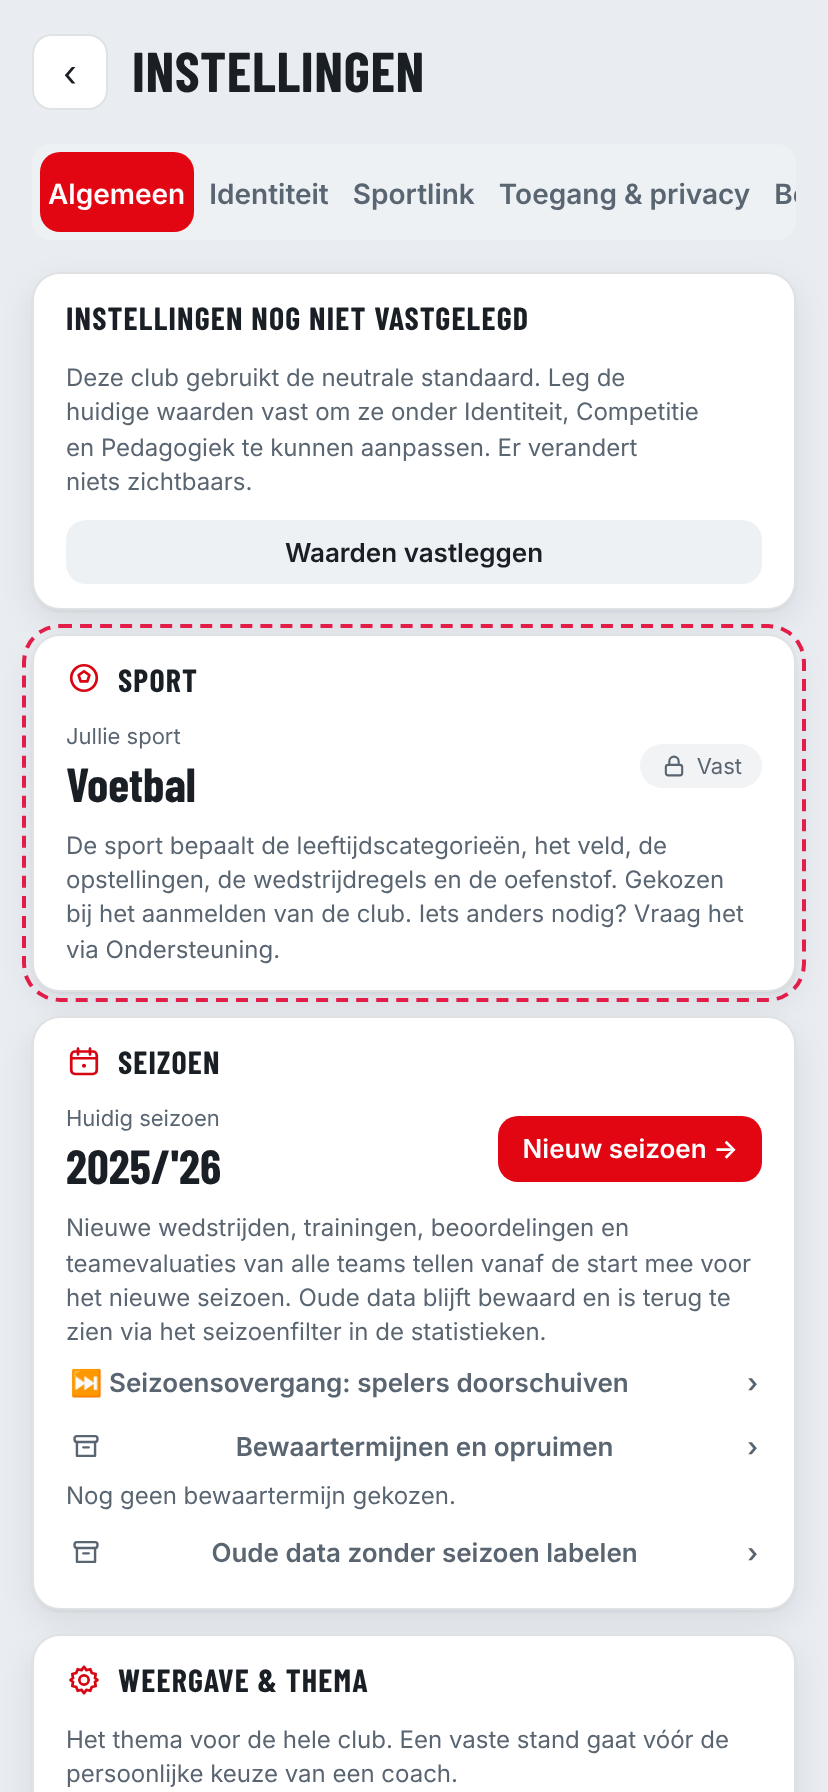 ‹ INSTELLINGEN
Algemeen Identiteit Sportlink Toegang & privacy
INSTELLINGEN NOG NIET VASTGELEGD
Deze club gebruikt de neutrale standaard. Leg de
huidige waarden vast om ze onder Identiteit, Competitie
en Pedagogiek te kunnen aanpassen. Er verandert
niets zichtbaars.
Waarden vastleggen
SPORT
Jullie sport
Voetbal
Vast
De sport bepaalt de leeftijdscategorieën, het veld, de
opstellingen, de wedstrijdregels en de oefenstof. Gekozen
bij het aanmelden van de club. Iets anders nodig? Vraag het
via Ondersteuning.
SEIZOEN
Huidig seizoen
2025/'26
Nieuw seizoen →
Nieuwe wedstrijden, trainingen, beoordelingen en
teamevaluaties van alle teams tellen vanaf de start mee voor
het nieuwe seizoen. Oude data blijft bewaard en is terug te
zien via het seizoenfilter in de statistieken.
⏭️ Seizoensovergang: spelers doorschuiven ›
Bewaartermijnen en opruimen ›
Nog geen bewaartermijn gekozen.
Oude data zonder seizoen labelen ›
WEERGAVE & THEMA
Het thema voor de hele club. Een vaste stand gaat vóór de
persoonlijke keuze van een coach.